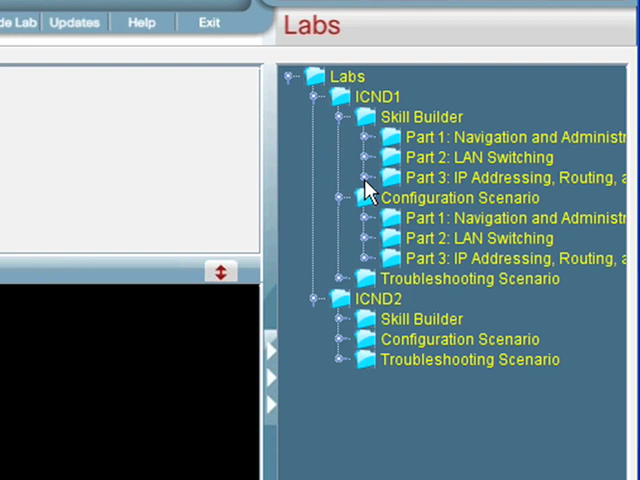 de Lab Updates Help Exit
Labs
Labs
ICND1
Skill Builder
Part 1: Navigation and Administr
Part 2: LAN Switching
Part 3: IP Addressing, Routing, a
Configuration Scenario
Part 1: Navigation and Administr
Part 2: LAN Switching
Part 3: IP Addressing, Routing, a
Troubleshooting Scenario
ICND2
Skill Builder
Configuration Scenario
Troubleshooting Scenario